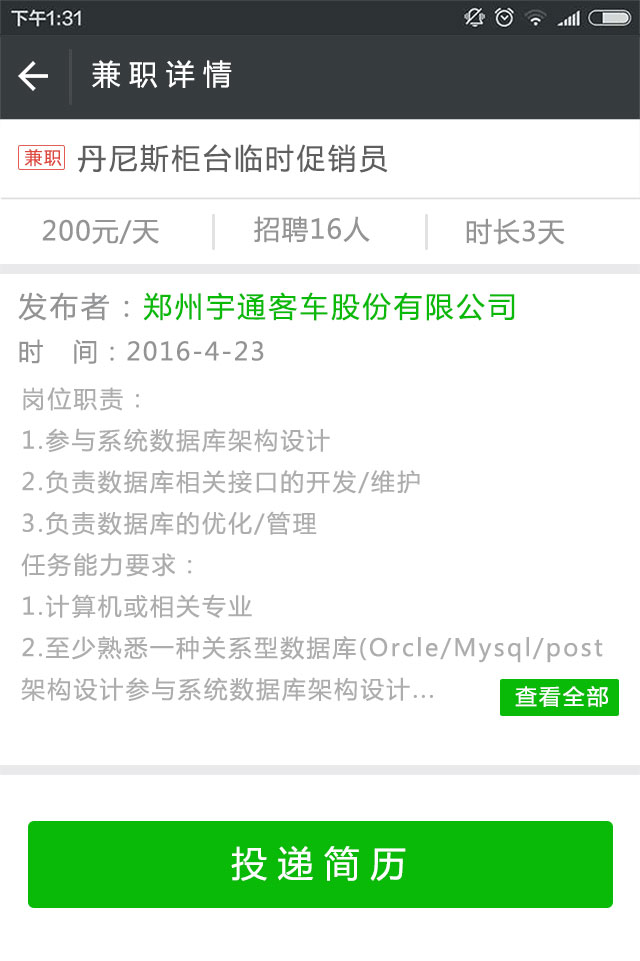 下午1:31
兼职详情
兼职 丹尼斯柜台临时促销员
200元/天 招聘16人 时长3天
发布者：郑州宇通客车股份有限公司
时 间：2016-4-23
岗位职责：
1.参与系统数据库架构设计
2.负责数据库相关接口的开发/维护
3.负责数据库的优化/管理
任务能力要求：
1.计算机或相关专业
2.至少熟悉一种关系型数据库(Orcle/Mysql/post
架构设计参与系统数据库架构设计...
查看全部
投递简历